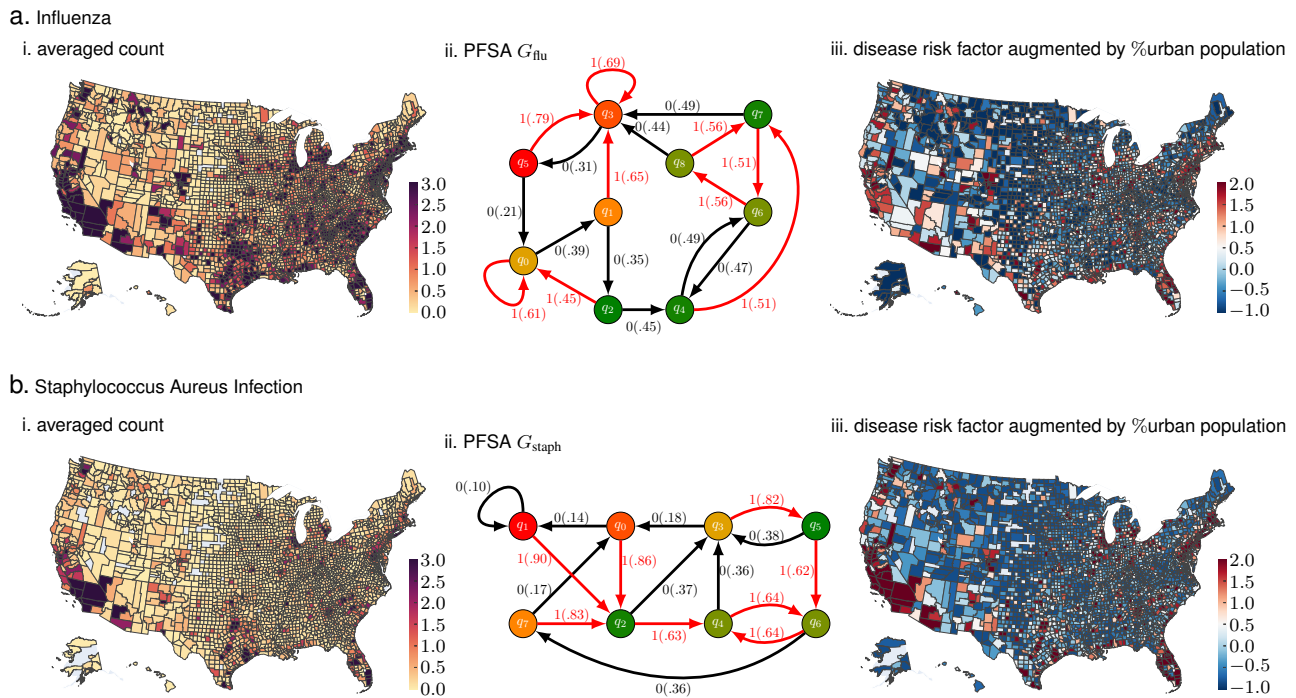 a. Influenza
i. averaged count
ii. PFSA G_flu
iii. disease risk factor augmented by %urban population
3.0
2.5
2.0
1.5
1.0
0.5
0.0
1(.69)
q3
0(.49)
q7
1(.79)
0(.44)
1(.56)
q5
0(.31)
q8
1(.51)
1(.65)
1(.56)
0(.21)
q1
q6
0(.39)
0(.49)
q0
0(.35)
0(.47)
1(.45)
1(.61)
q2
0(.45)
q4
1(.51)
2.0
1.5
1.0
0.5
0.0
−0.5
−1.0
b. Staphylococcus Aureus Infection
i. averaged count
ii. PFSA G_staph
iii. disease risk factor augmented by %urban population
3.0
2.5
2.0
1.5
1.0
0.5
0.0
0(.10)
1(.82)
q1
0(.14)
q0
0(.18)
q3
0(.38)
q5
1(.90)
1(.86)
0(.36)
1(.62)
0(.17)
0(.37)
1(.64)
q7
1(.83)
q2
1(.63)
q4
1(.64)
q6
0(.36)
2.0
1.5
1.0
0.5
0.0
−0.5
−1.0